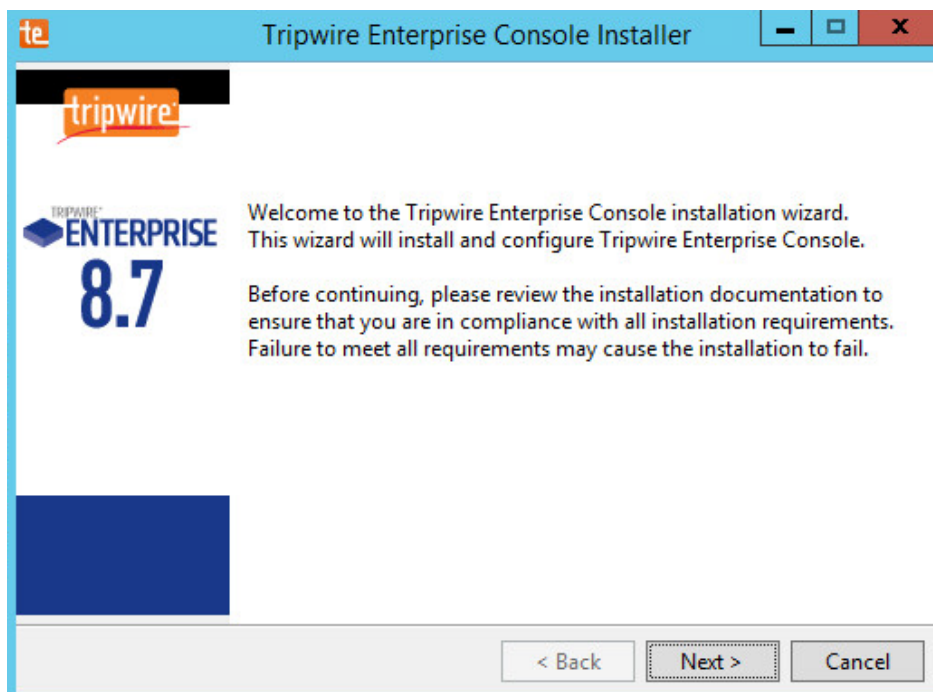 te
Tripwire Enterprise Console Installer
tripwire
TRIPWIRE
ENTERPRISE
8.7
Welcome to the Tripwire Enterprise Console installation wizard.
This wizard will install and configure Tripwire Enterprise Console.
Before continuing, please review the installation documentation to
ensure that you are in compliance with all installation requirements.
Failure to meet all requirements may cause the installation to fail.
< Back
Next >
Cancel